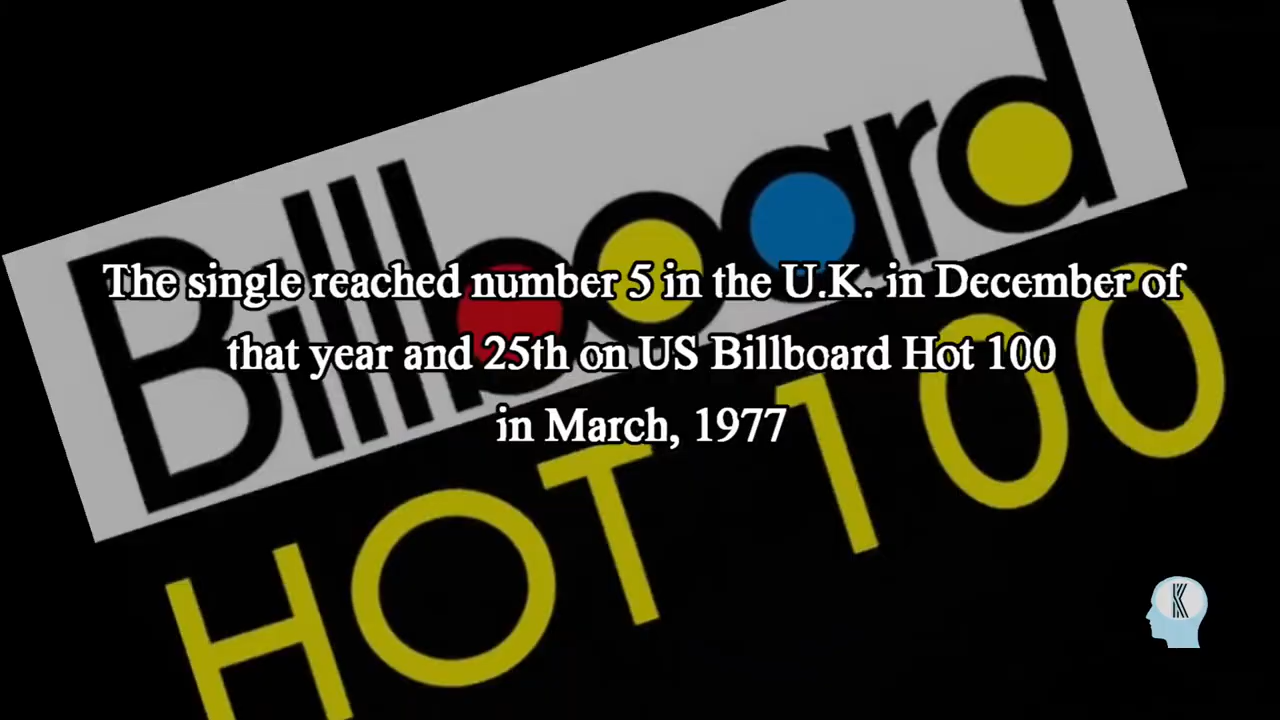 Billboard
HOT 100
The single reached number 5 in the U.K. in December of
that year and 25th on US Billboard Hot 100
in March, 1977
K